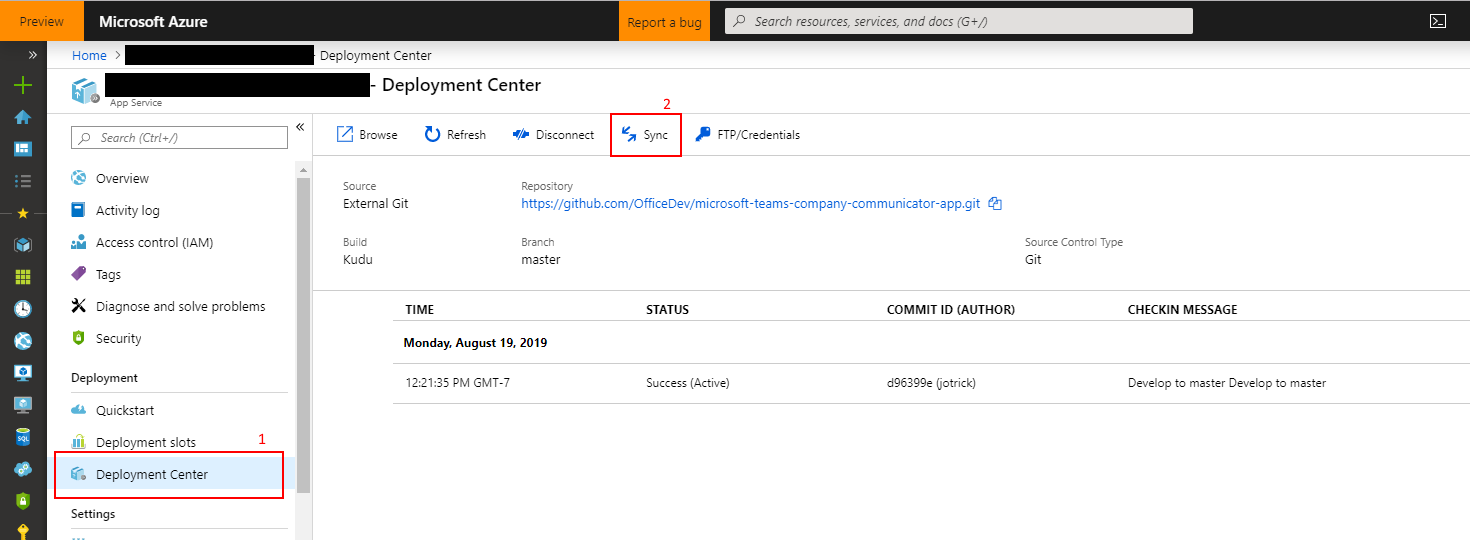 Preview Microsoft Azure Report a bug Search resources, services, and docs (G+/)
Home > - Deployment Center
- Deployment Center
App Service
2
Search (Ctrl+/)
Browse Refresh Disconnect Sync FTP/Credentials
Overview
Activity log
Access control (IAM)
Tags
Diagnose and solve problems
Security
Deployment
Quickstart
Deployment slots
1
Deployment Center
Settings
Source
External Git
Repository
https://github.com/OfficeDev/microsoft-teams-company-communicator-app.git
Build
Kudu
Branch
master
Source Control Type
Git
TIME STATUS COMMIT ID (AUTHOR) CHECKIN MESSAGE
Monday, August 19, 2019
12:21:35 PM GMT-7 Success (Active) d96399e (jotrick) Develop to master Develop to master
SQL